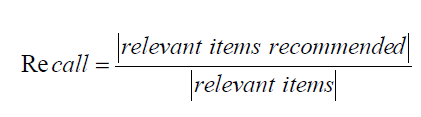 Recall = |relevant items recommended| / |relevant items|